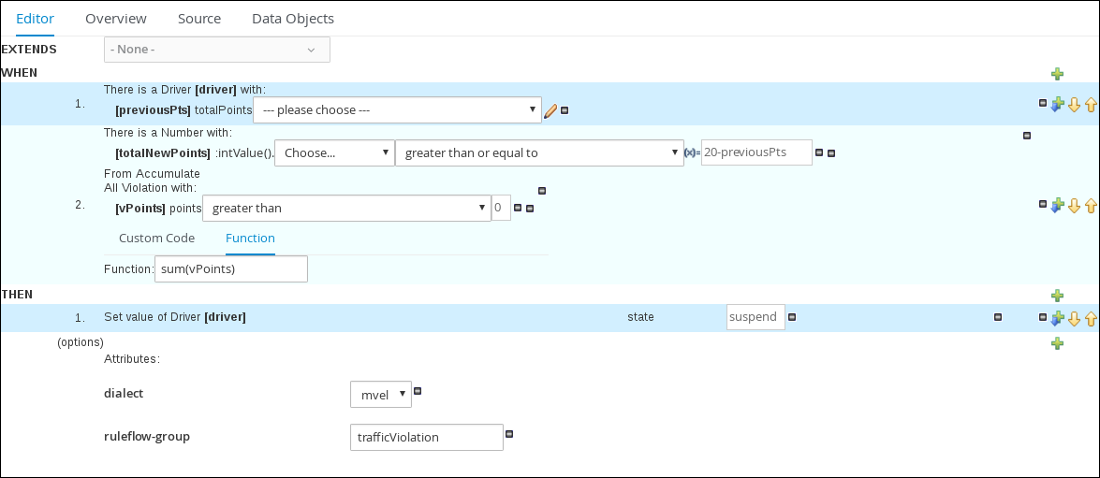 Editor Overview Source Data Objects
EXTENDS - None -
WHEN
There is a Driver [driver] with:
1.
[previousPts] totalPoints --- please choose ---
There is a Number with:
[totalNewPoints] :intValue(). Choose... greater than or equal to (x)= 20-previousPts
From Accumulate
All Violation with:
2.
[vPoints] points greater than 0
Custom Code Function
Function: sum(vPoints)
THEN
1. Set value of Driver [driver] state suspend
(options)
Attributes:
dialect mvel
ruleflow-group trafficViolation